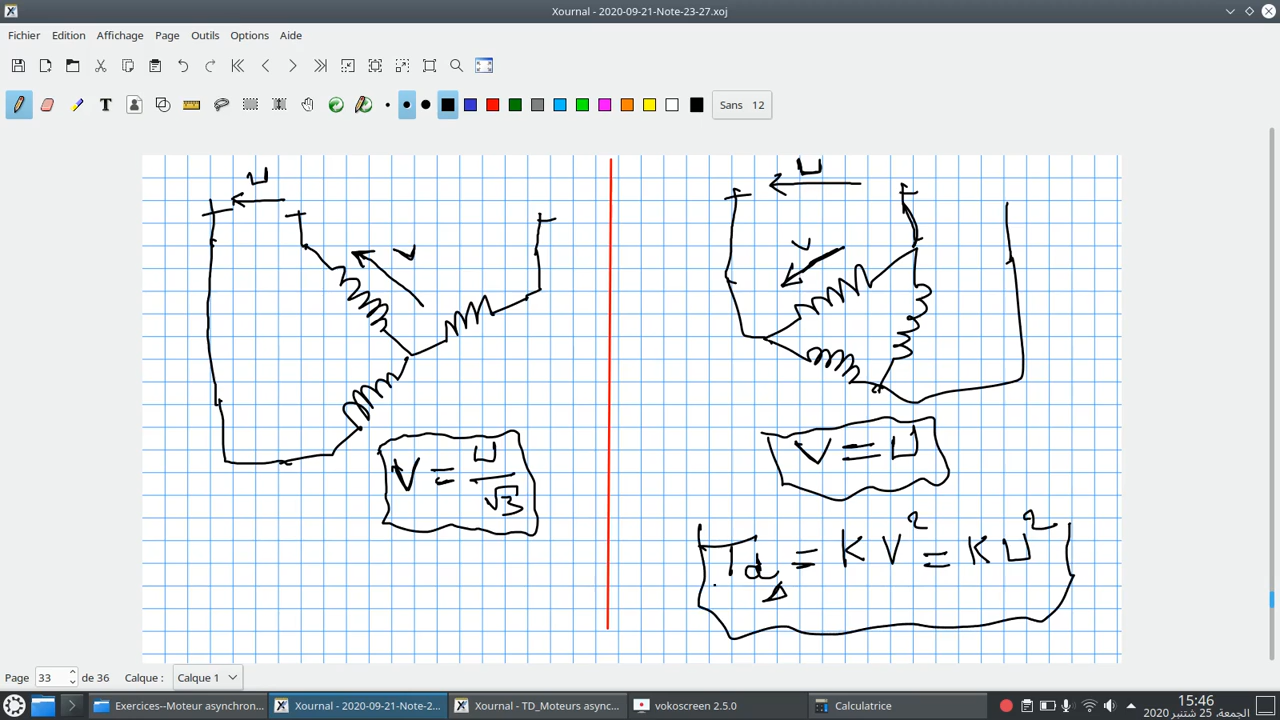 Xournal - 2020-09-21-Note-23-27.xoj
Fichier Edition Affichage Page Outils Options Aide
Sans 12
U
V
V = U/√3
U
V
V = U
Td△ = KV² = KU²
Page 33 de 36 Calque : Calque 1
Exercices--Moteur asynchron...
Xournal - 2020-09-21-Note-2...
Xournal - TD_Moteurs async...
vokoscreen 2.5.0
Calculatrice
15:46
الجمعة، 25 شتنبر 2020